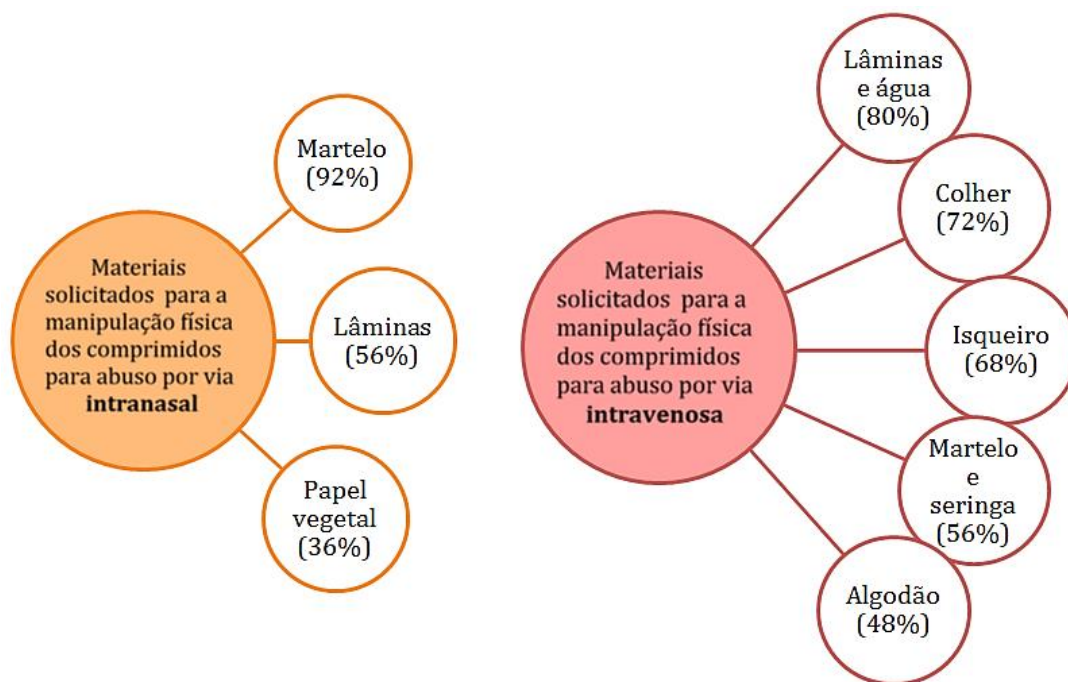 Materiais
solicitados para a
manipulação física
dos comprimidos
para abuso por via
intranasal
Martelo
(92%)
Lâminas
(56%)
Papel
vegetal
(36%)
Materiais
solicitados para a
manipulação física
dos comprimidos
para abuso por via
intravenosa
Lâminas
e água
(80%)
Colher
(72%)
Isqueiro
(68%)
Martelo
e
seringa
(56%)
Algodão
(48%)